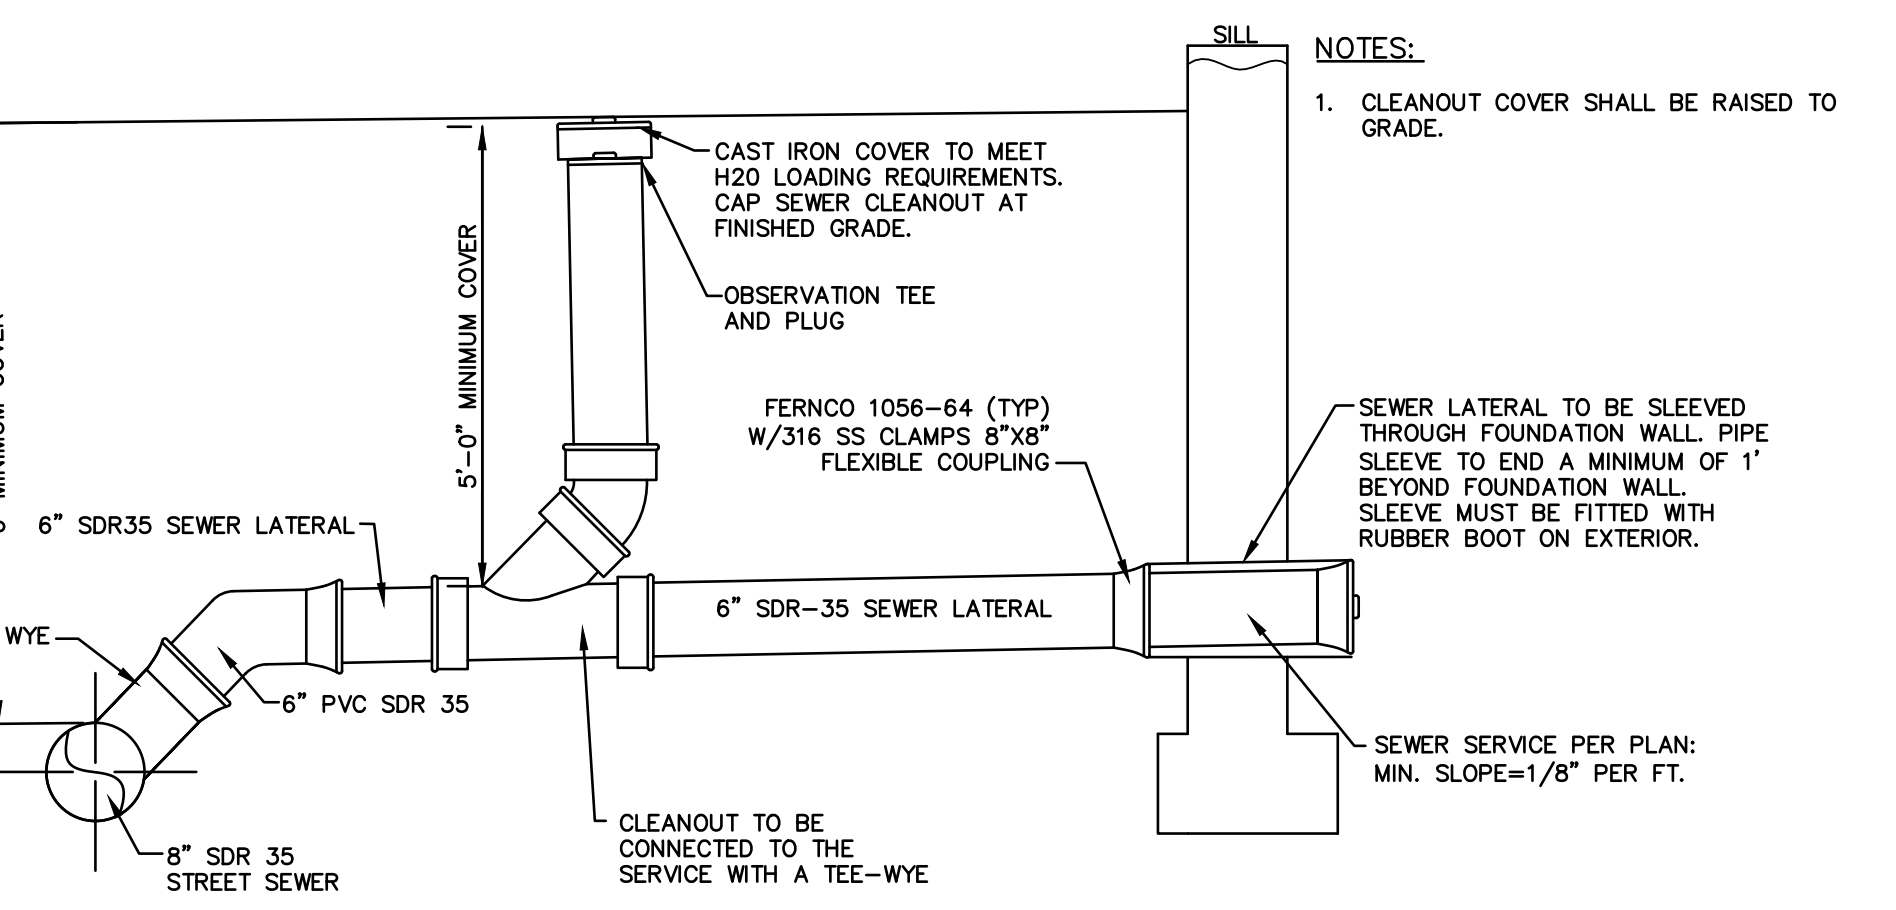 SILL
NOTES:
1. CLEANOUT COVER SHALL BE RAISED TO
GRADE.
CAST IRON COVER TO MEET
H20 LOADING REQUIREMENTS.
CAP SEWER CLEANOUT AT
FINISHED GRADE.
5'-0" MINIMUM COVER
OBSERVATION TEE
AND PLUG
MINIMUM COVER
FERNCO 1056-64 (TYP)
W/316 SS CLAMPS 8"X8"
FLEXIBLE COUPLING
SEWER LATERAL TO BE SLEEVED
THROUGH FOUNDATION WALL. PIPE
SLEEVE TO END A MINIMUM OF 1'
BEYOND FOUNDATION WALL.
SLEEVE MUST BE FITTED WITH
RUBBER BOOT ON EXTERIOR.
6" SDR35 SEWER LATERAL
6" SDR-35 SEWER LATERAL
WYE
6" PVC SDR 35
SEWER SERVICE PER PLAN:
MIN. SLOPE=1/8" PER FT.
CLEANOUT TO BE
CONNECTED TO THE
SERVICE WITH A TEE-WYE
8" SDR 35
STREET SEWER